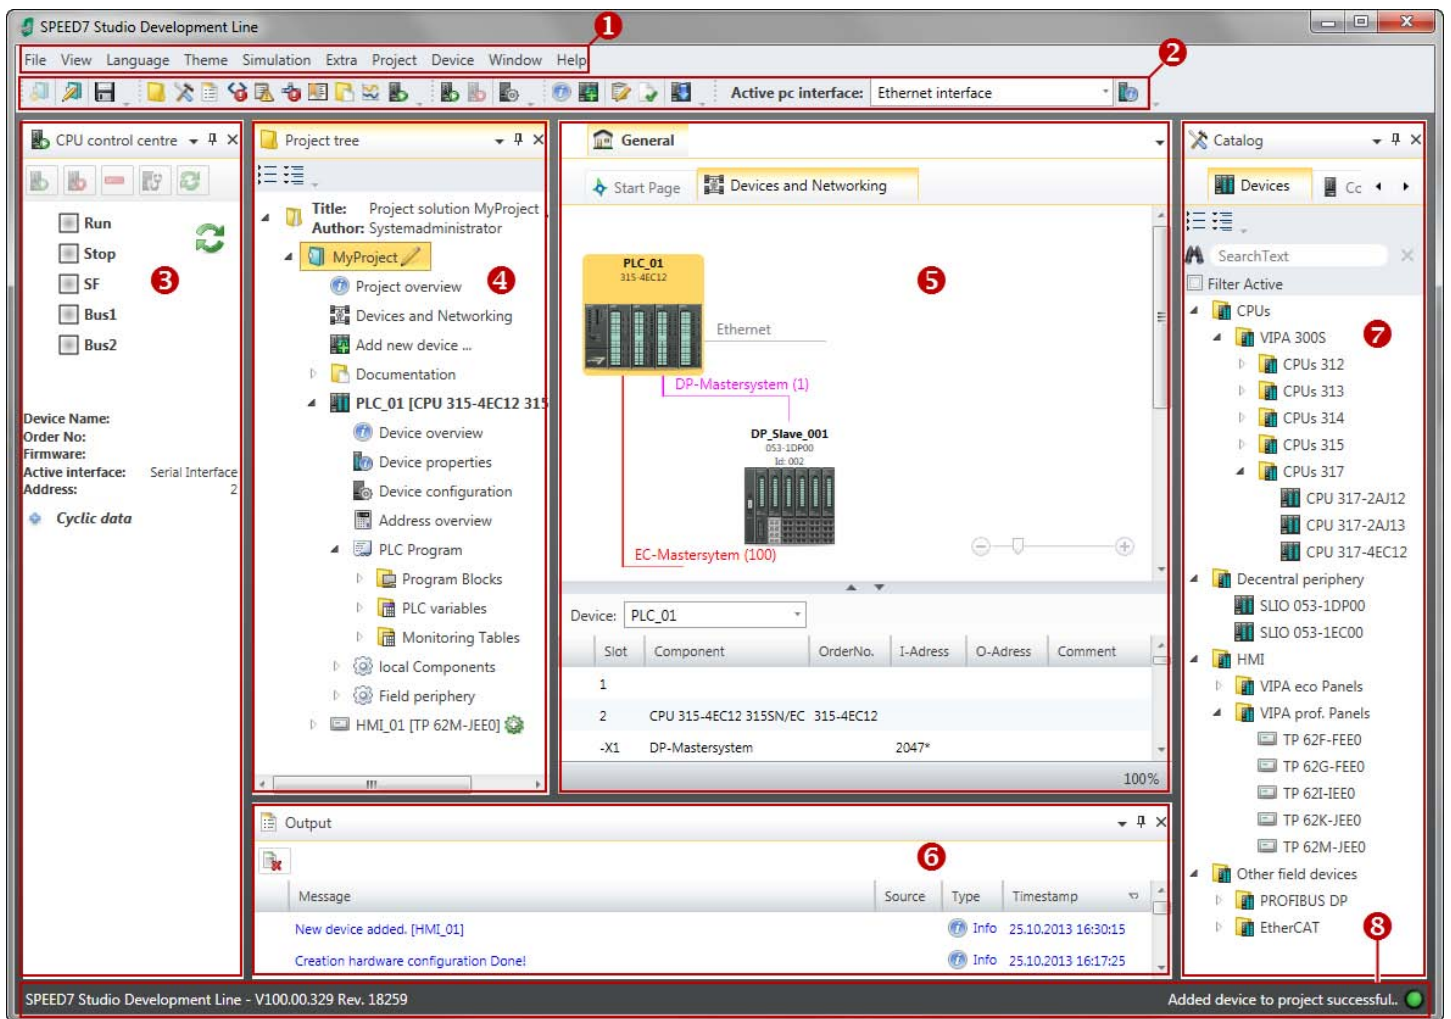 SPEED7 Studio Development Line
1
File View Language Theme Simulation Extra Project Device Window Help
2
Active pc interface: Ethernet interface
CPU control centre
Run
Stop
SF
Bus1
Bus2
3
Device Name:
Order No:
Firmware:
Active interface: Serial Interface
Address: 2
Cyclic data
Project tree
Title: Project solution MyProject
Author: Systemadministrator
MyProject
4
Project overview
Devices and Networking
Add new device ...
Documentation
PLC_01 [CPU 315-4EC12 315
Device overview
Device properties
Device configuration
Address overview
PLC Program
Program Blocks
PLC variables
Monitoring Tables
local Components
Field periphery
HMI_01 [TP 62M-JEE0]
General
Start Page Devices and Networking
5
PLC_01
315-4EC12
Ethernet
DP-Mastersystem (1)
DP_Slave_001
053-1DP00
Id: 002
EC-Mastersytem (100)
Device: PLC_01
Slot Component OrderNo. I-Adress O-Adress Comment
1
2 CPU 315-4EC12 315SN/EC 315-4EC12
-X1 DP-Mastersystem 2047*
100%
Output
6
Message Source Type Timestamp
New device added. [HMI_01] Info 25.10.2013 16:30:15
Creation hardware configuration Done! Info 25.10.2013 16:17:25
Catalog
Devices Cc
SearchText
Filter Active
CPUs
7
VIPA 300S
CPUs 312
CPUs 313
CPUs 314
CPUs 315
CPUs 317
CPU 317-2AJ12
CPU 317-2AJ13
CPU 317-4EC12
Decentral periphery
SLIO 053-1DP00
SLIO 053-1EC00
HMI
VIPA eco Panels
VIPA prof. Panels
TP 62F-FEE0
TP 62G-FEE0
TP 62I-IEE0
TP 62K-JEE0
TP 62M-JEE0
Other field devices
PROFIBUS DP
EtherCAT
8
SPEED7 Studio Development Line - V100.00.329 Rev. 18259
Added device to project successful..